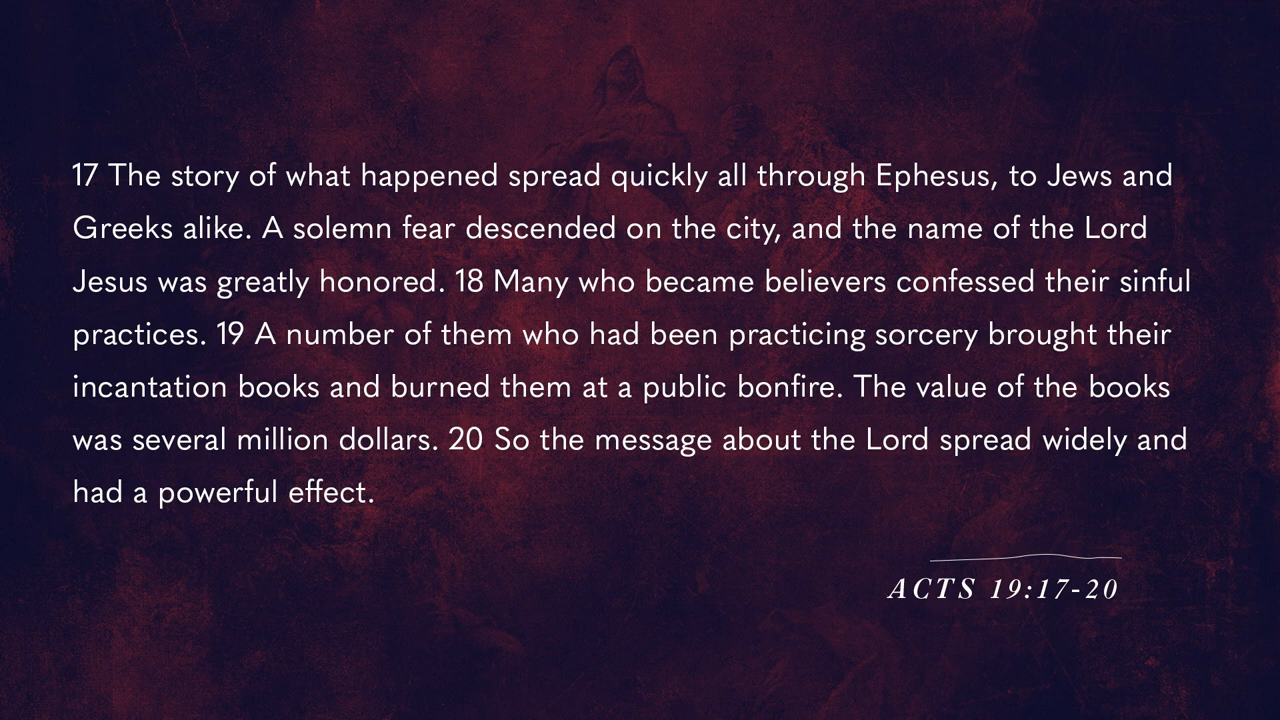 17 The story of what happened spread quickly all through Ephesus, to Jews and
Greeks alike. A solemn fear descended on the city, and the name of the Lord
Jesus was greatly honored. 18 Many who became believers confessed their sinful
practices. 19 A number of them who had been practicing sorcery brought their
incantation books and burned them at a public bonfire. The value of the books
was several million dollars. 20 So the message about the Lord spread widely and
had a powerful effect.
ACTS 19:17-20